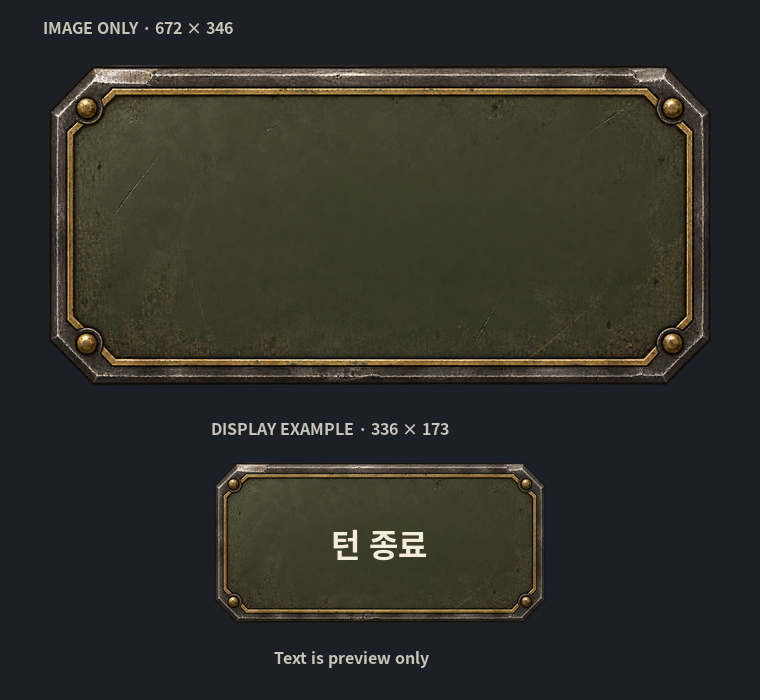 IMAGE ONLY · 672 × 346
DISPLAY EXAMPLE · 336 × 173
턴 종료
Text is preview only